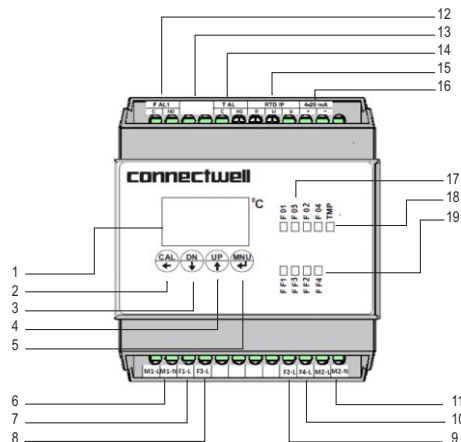 12
13
14
15
16
F AL1 T AL RTD IP 4-20 mA
C NO C NO R + -
connectwell
°C
F 01 F 03 F 02 F 04 TMP
17
18
19
FF1 FF3 FF2 FF4
CAL DN UP MNU
1
2
3
4
5
M1-L M1-N F1-L F3-L F2-L F4-L M2-L M2-N
6
7
8
11
10
9